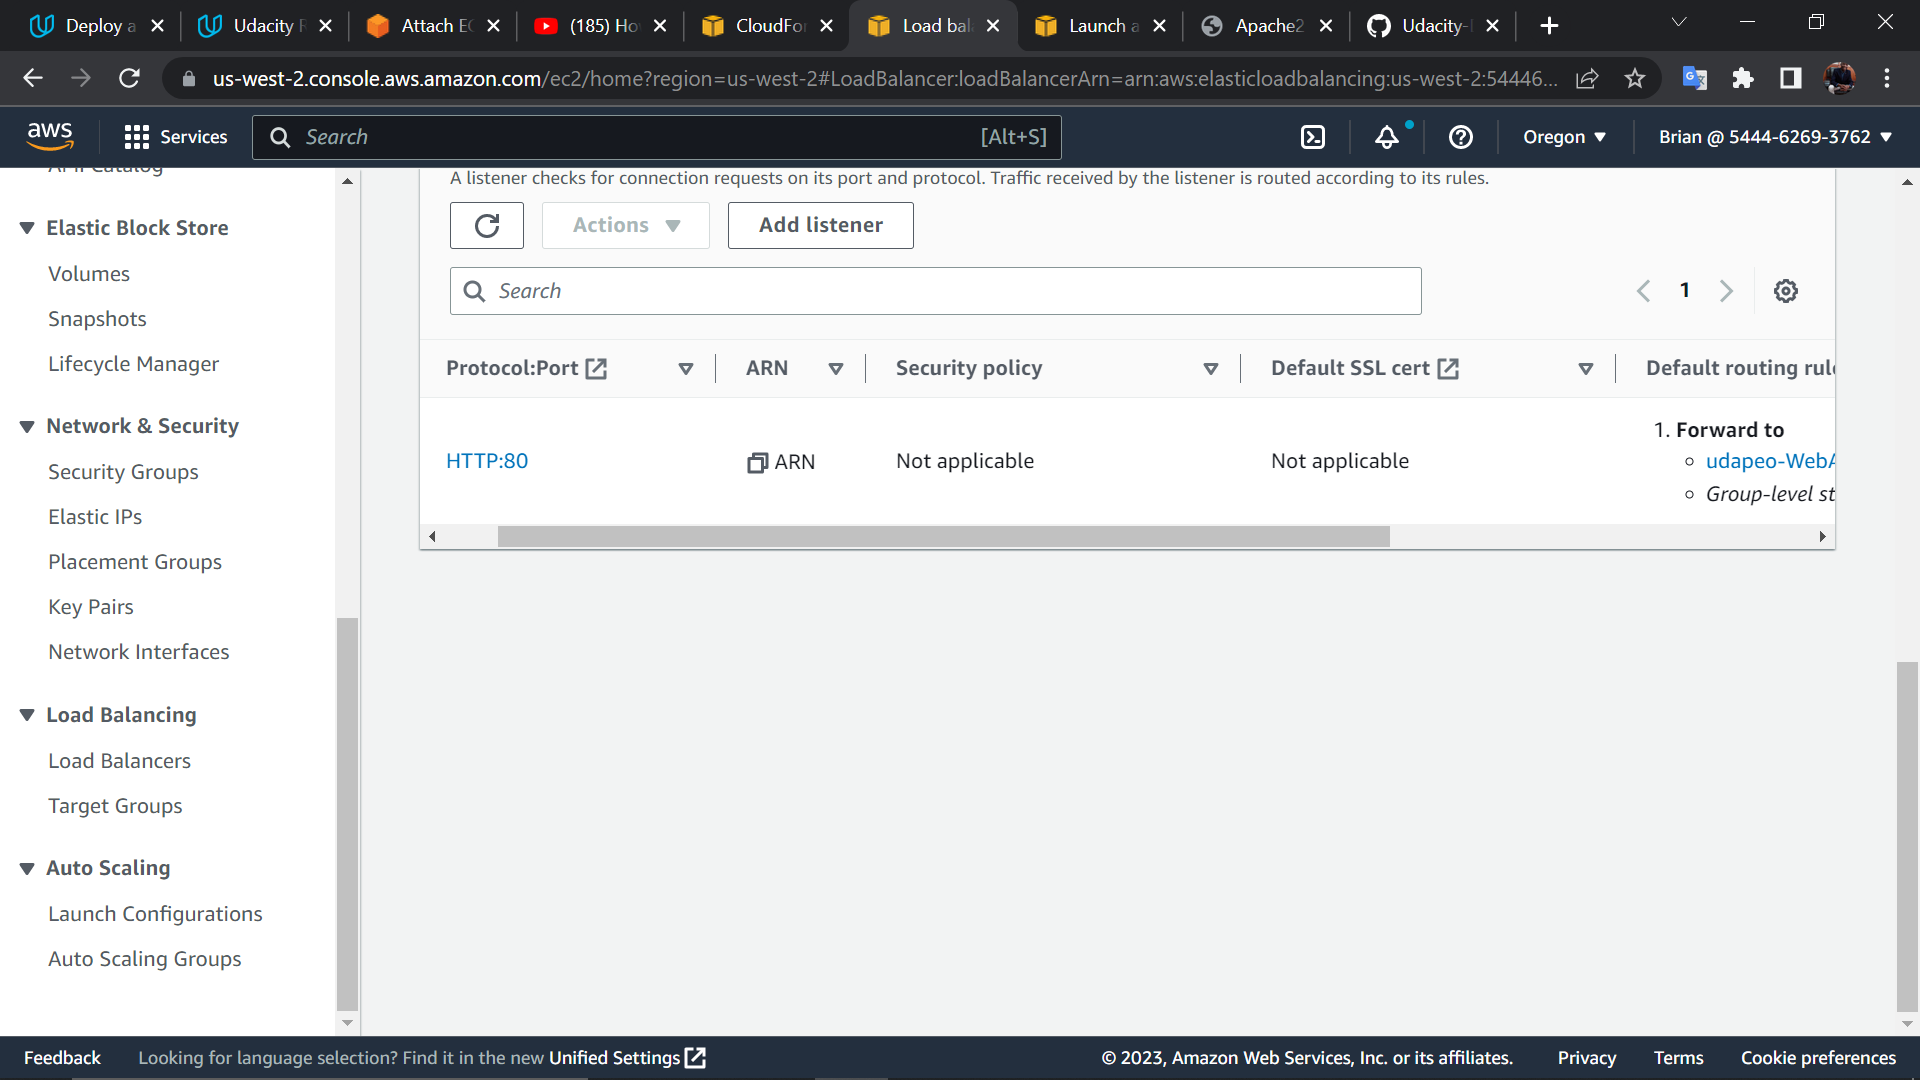 Deploy a
Udacity R
Attach EC
(185) Ho
CloudFor
Load bal
Launch a
Apache2
Udacity-
us-west-2.console.aws.amazon.com/ec2/home?region=us-west-2#LoadBalancer:loadBalancerArn=arn:aws:elasticloadbalancing:us-west-2:54446...
aws
Services
Search
[Alt+S]
Oregon
Brian @ 5444-6269-3762
Elastic Block Store
Volumes
Snapshots
Lifecycle Manager
Network & Security
Security Groups
Elastic IPs
Placement Groups
Key Pairs
Network Interfaces
Load Balancing
Load Balancers
Target Groups
Auto Scaling
Launch Configurations
Auto Scaling Groups
A listener checks for connection requests on its port and protocol. Traffic received by the listener is routed according to its rules.
Actions
Add listener
Search
1
Protocol:Port
ARN
Security policy
Default SSL cert
Default routing rule
HTTP:80
ARN
Not applicable
Not applicable
1. Forward to
udapeo-WebA
Group-level st
Feedback
Looking for language selection? Find it in the new Unified Settings
© 2023, Amazon Web Services, Inc. or its affiliates.
Privacy
Terms
Cookie preferences